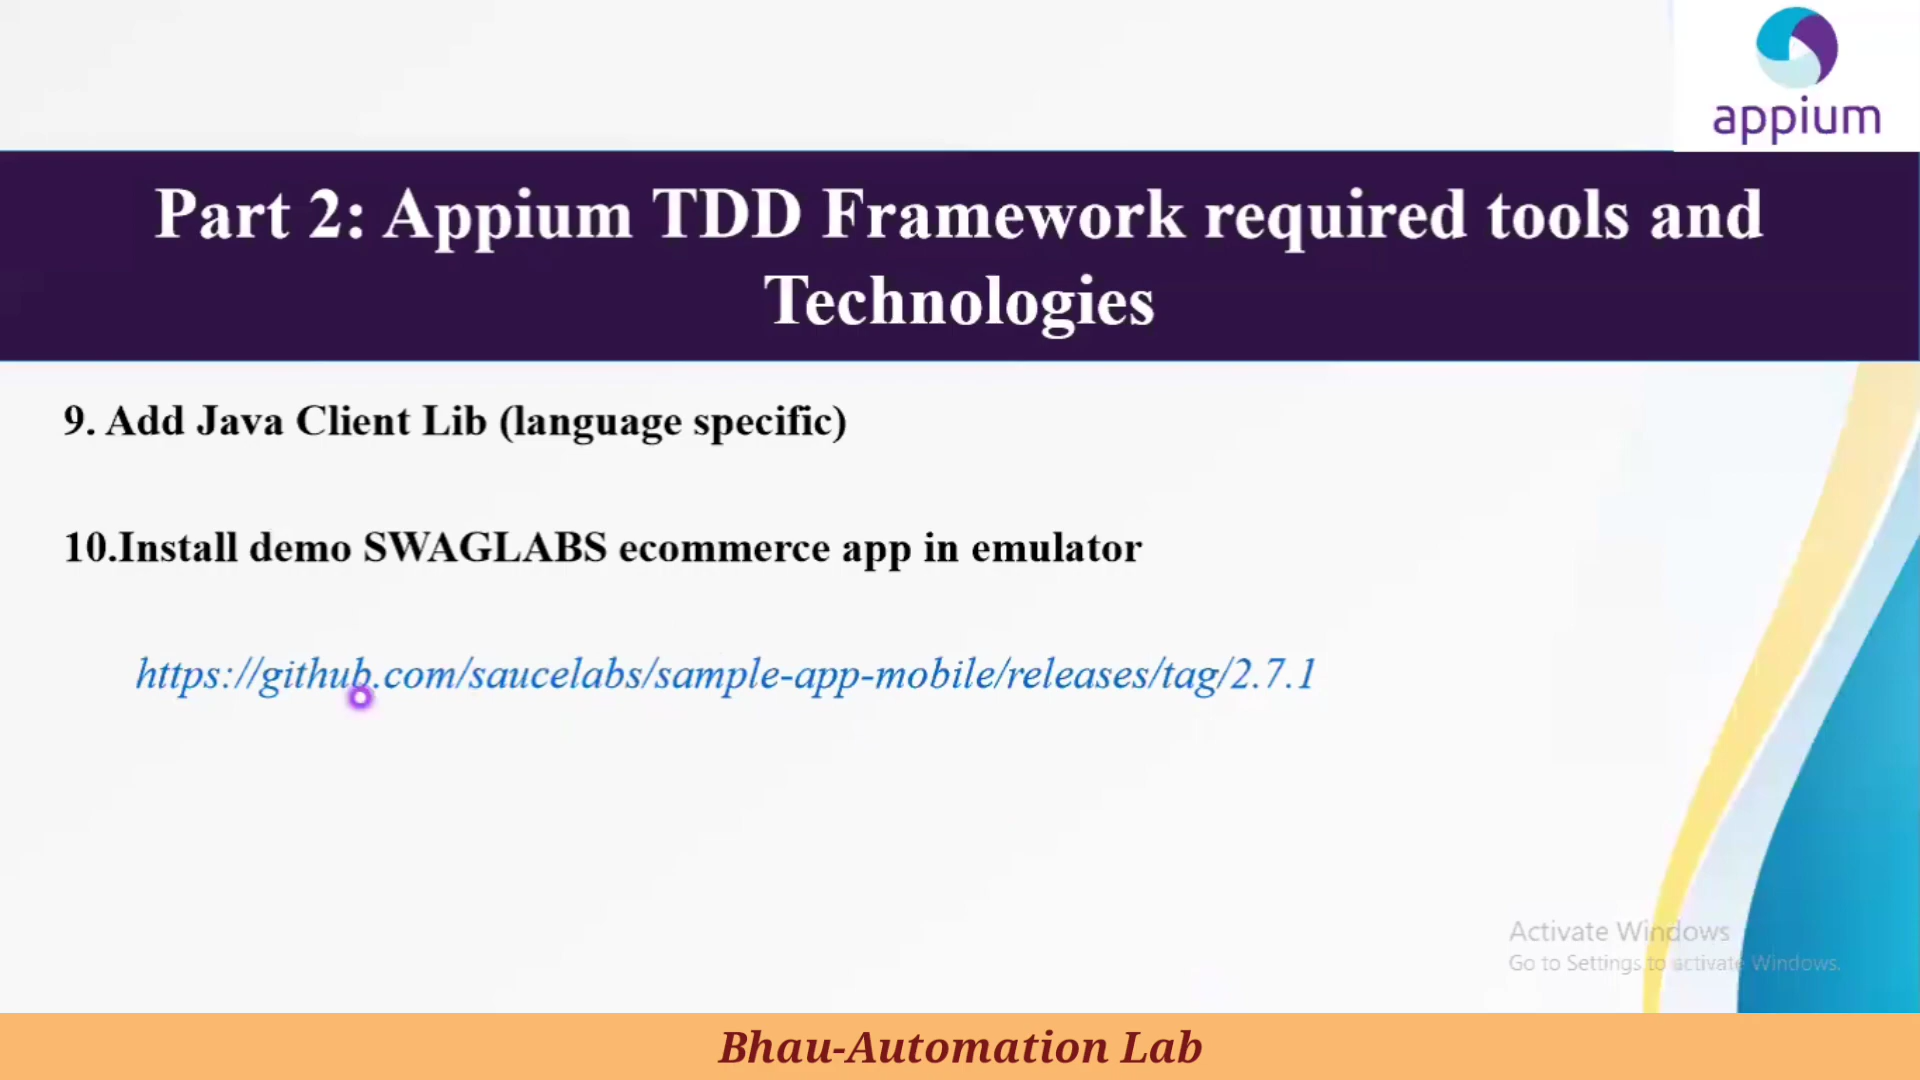 appium
Part 2: Appium TDD Framework required tools and
Technologies
9. Add Java Client Lib (language specific)
10.Install demo SWAGLABS ecommerce app in emulator
https://github.com/saucelabs/sample-app-mobile/releases/tag/2.7.1
Activate Windows
Go to Settings to activate Windows.
Bhau-Automation Lab